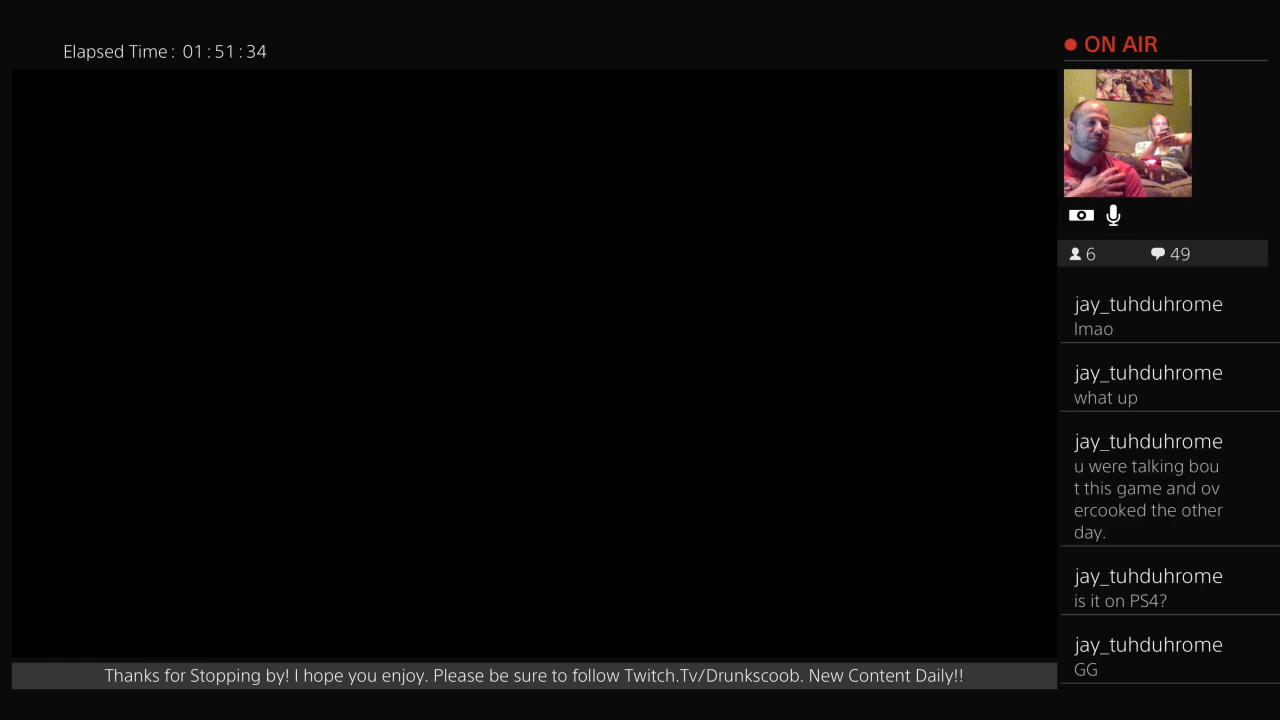 Elapsed Time : 01 : 51 : 34
ON AIR
6 49
jay_tuhduhrome
lmao
jay_tuhduhrome
what up
jay_tuhduhrome
u were talking bou
t this game and ov
ercooked the other
day.
jay_tuhduhrome
is it on PS4?
jay_tuhduhrome
GG
Thanks for Stopping by! I hope you enjoy. Please be sure to follow Twitch.Tv/Drunkscoob. New Content Daily!!